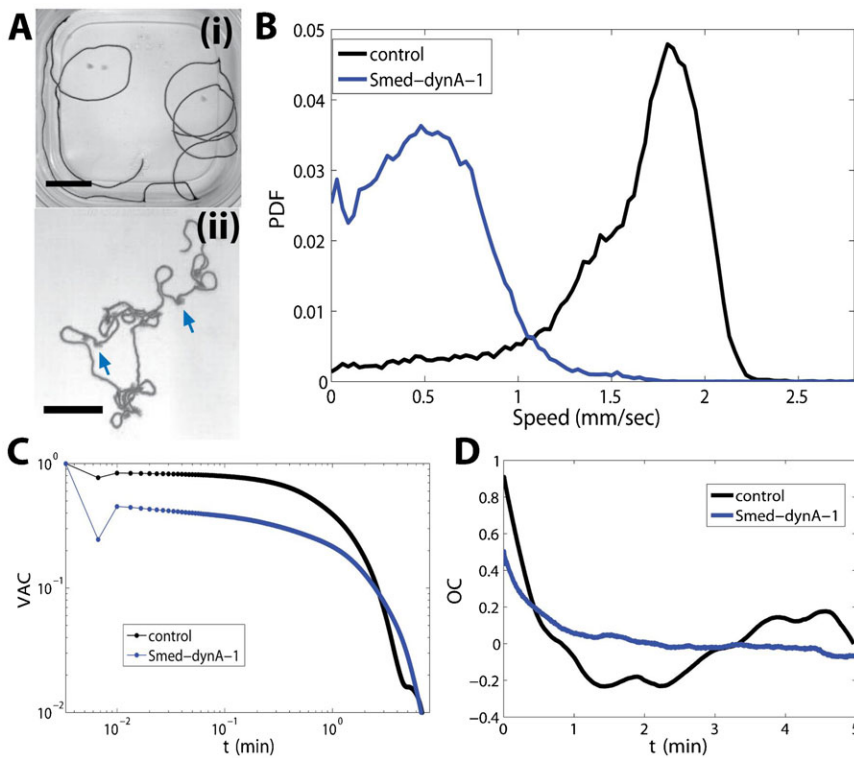 A
(i)
(ii)
B
0.05
0.04
0.03
0.02
0.01
0
PDF
control
Smed-dynA-1
0 0.5 1 1.5 2 2.5
Speed (mm/sec)
C
10^0
10^-1
10^-2
VAC
control
Smed-dynA-1
10^-2 10^-1 10^0
t (min)
D
1
0.8
0.6
0.4
0.2
0
-0.2
-0.4
OC
control
Smed-dynA-1
0 1 2 3 4 5
t (min)